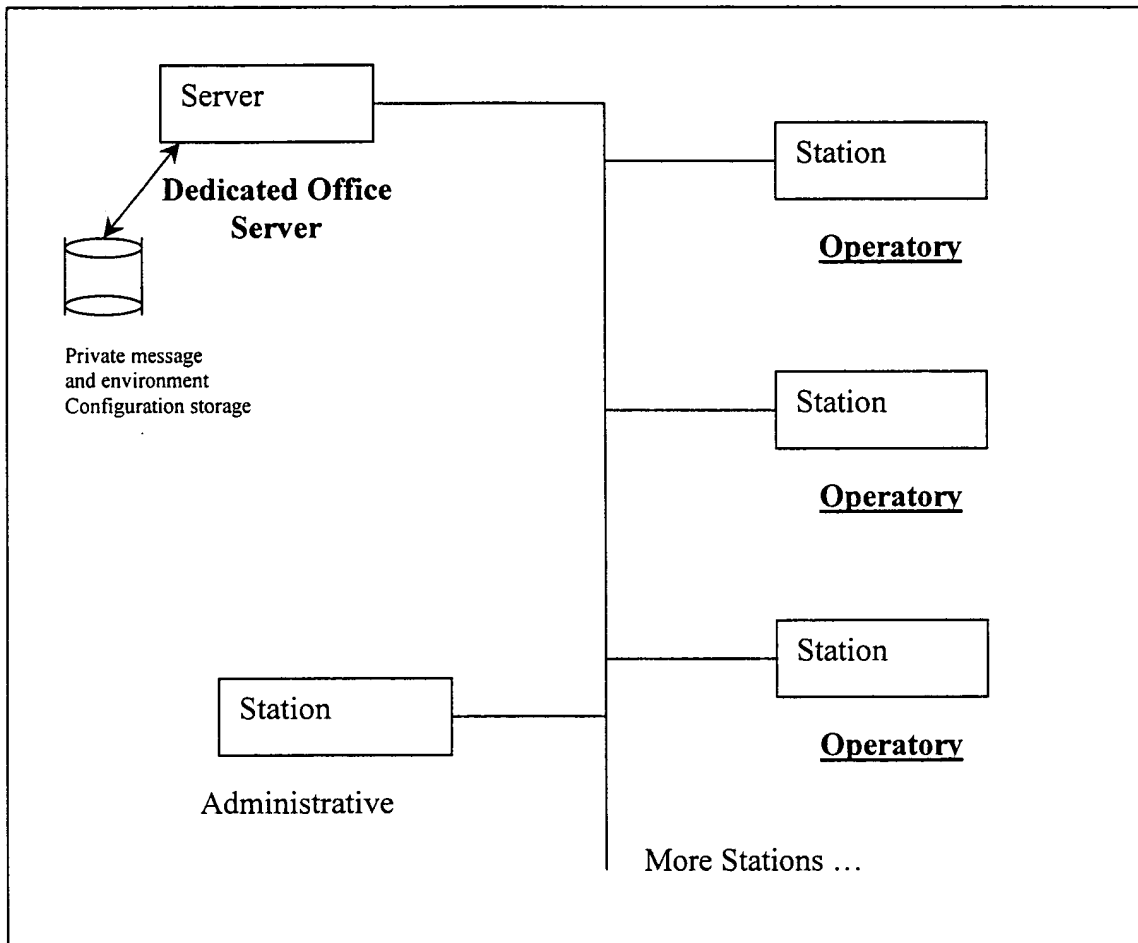 Server
Dedicated Office
Server
Private message
and environment
Configuration storage
Station
Operatory
Station
Operatory
Station
Operatory
Station
Administrative
More Stations ...